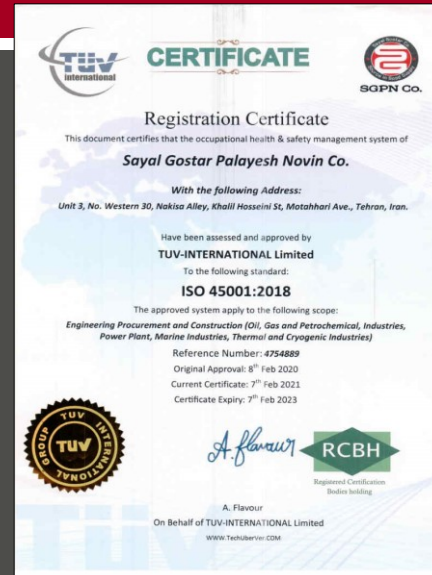 TÜV
international
CERTIFICATE
SGPN Co.
Registration Certificate
This document certifies that the occupational health & safety management system of
Sayal Gostar Palayesh Novin Co.
With the following Address:
Unit 3, No. Western 30, Nakisa Alley, Khalil Hosseini St, Motahhari Ave., Tehran, Iran.
Have been assessed and approved by
TUV-INTERNATIONAL Limited
To the following standard:
ISO 45001:2018
The approved system apply to the following scope:
Engineering Procurement and Construction (Oil, Gas and Petrochemical, Industries,
Power Plant, Marine Industries, Thermal and Cryogenic Industries)
Reference Number: 4754889
Original Approval: 8th Feb 2020
Current Certificate: 7th Feb 2021
Certificate Expiry: 7th Feb 2023
TUV INTERNATIONAL GROUP
TUV
A. Flavour
RCBH
Registered Certification
Bodies holding
A. Flavour
On Behalf of TUV-INTERNATIONAL Limited
WWW.TechUberVer.COM
TÜV